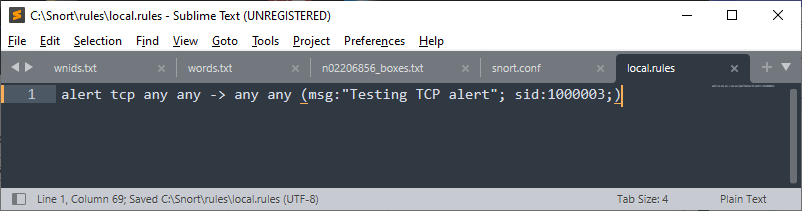 C:\Snort\rules\local.rules - Sublime Text (UNREGISTERED)
File Edit Selection Find View Goto Tools Project Preferences Help
wnids.txt words.txt n02206856_boxes.txt snort.conf local.rules
1 alert tcp any any -> any any (msg:"Testing TCP alert"; sid:1000003;)
Line 1, Column 69; Saved C:\Snort\rules\local.rules (UTF-8) Tab Size: 4 Plain Text